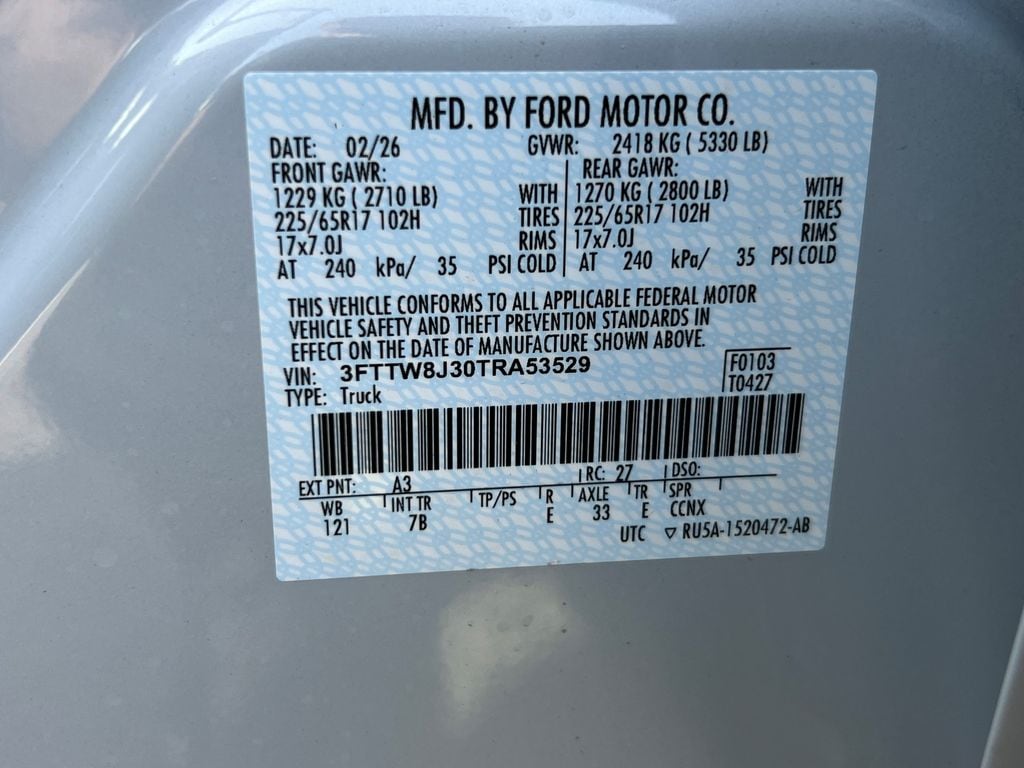 MFD. BY FORD MOTOR CO.
DATE: 02/26 GVWR: 2418 KG ( 5330 LB)
FRONT GAWR: REAR GAWR:
1229 KG ( 2710 LB) WITH 1270 KG ( 2800 LB) WITH
225/65R17 102H TIRES 225/65R17 102H TIRES
17x7.0J RIMS 17x7.0J RIMS
AT 240 kPa/ 35 PSI COLD AT 240 kPa/ 35 PSI COLD
THIS VEHICLE CONFORMS TO ALL APPLICABLE FEDERAL MOTOR
VEHICLE SAFETY AND THEFT PREVENTION STANDARDS IN
EFFECT ON THE DATE OF MANUFACTURE SHOWN ABOVE.
VIN: 3FTTW8J30TRA53529 F0103
TYPE: Truck T0427
EXT PNT: A3 RC: 27 DSO:
WB INT TR TP/PS R AXLE TR SPR
121 7B E 33 E CCNX
UTC ▽ RU5A-1520472-AB